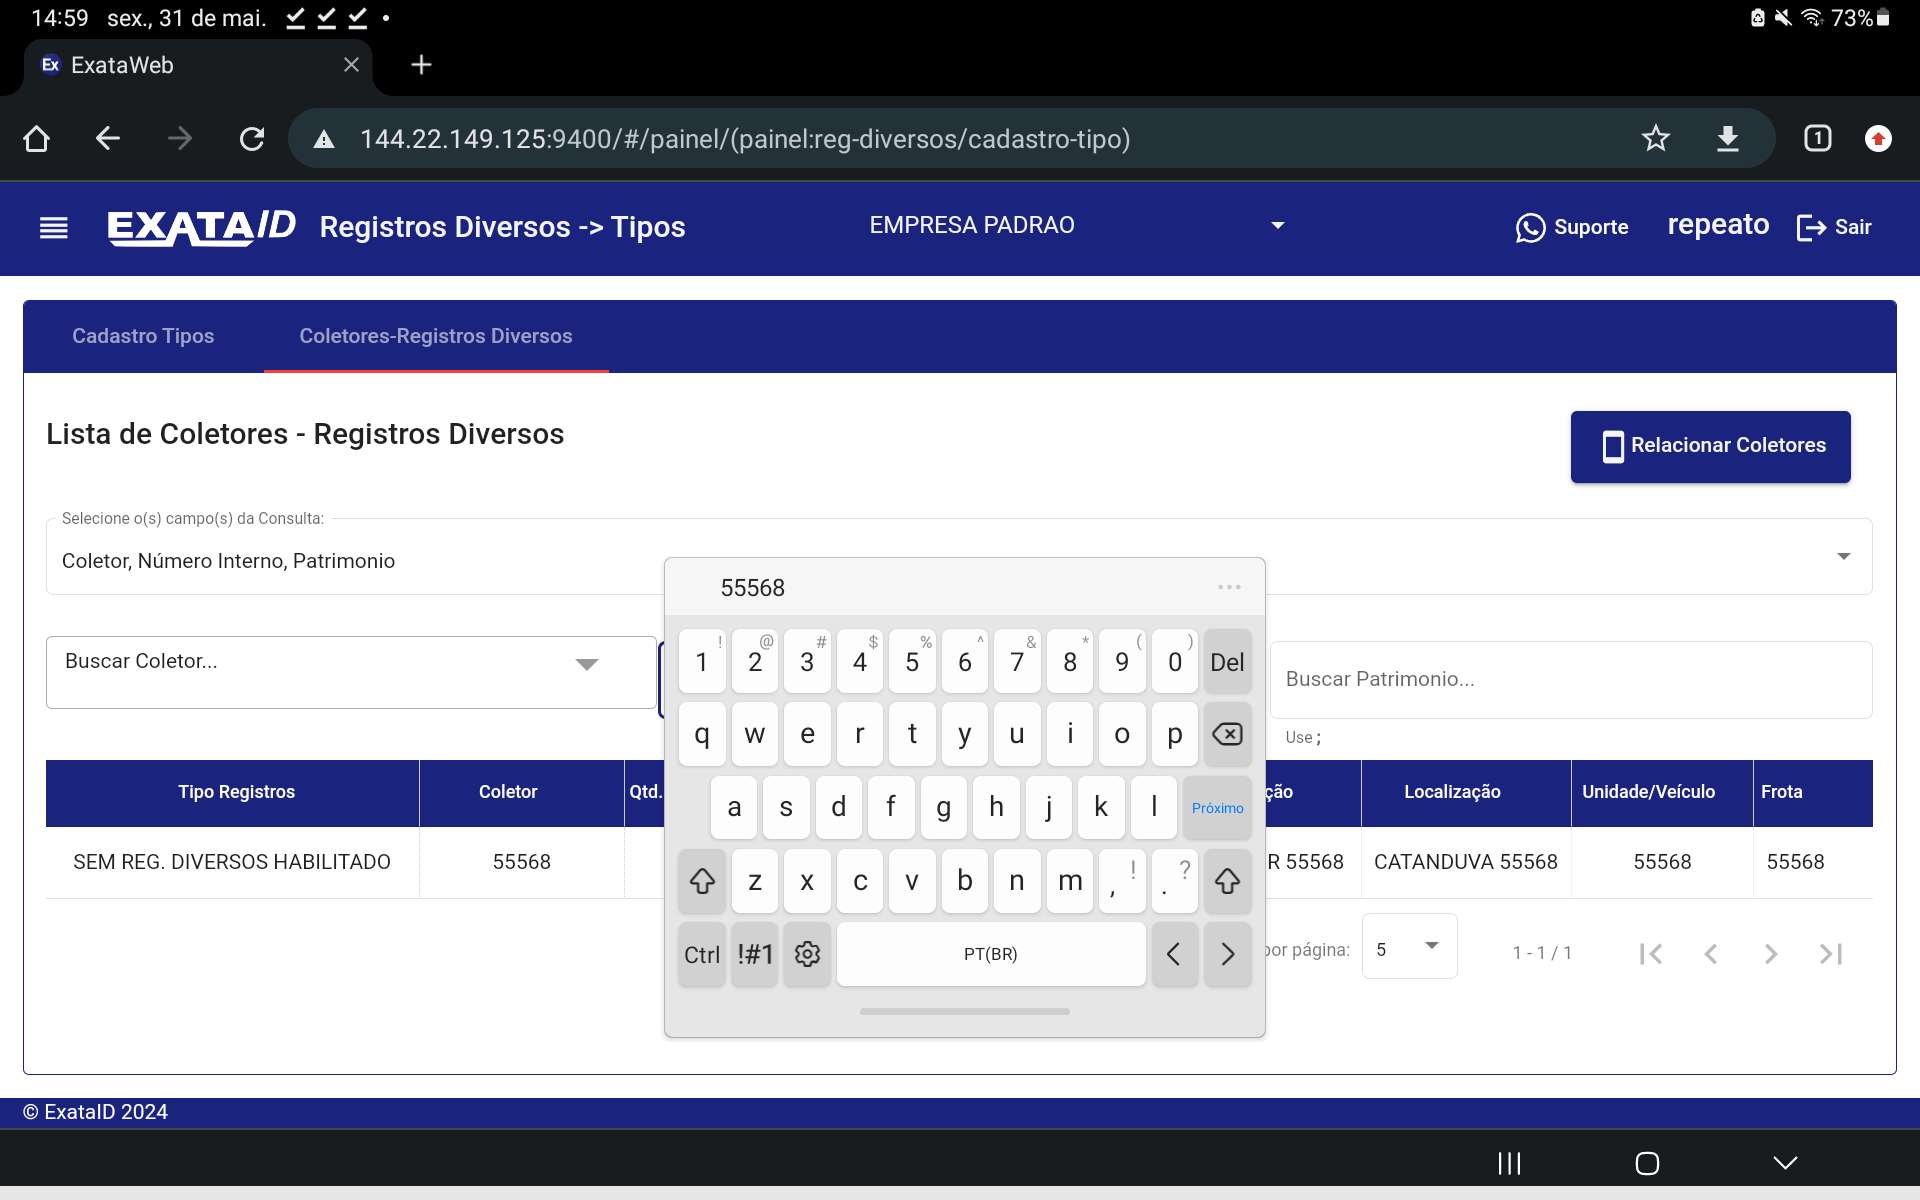 14:59 sex., 31 de mai.
73%
Ex ExataWeb
144.22.149.125:9400/#/painel/(painel:reg-diversos/cadastro-tipo)
1
EXATAID Registros Diversos -> Tipos EMPRESA PADRAO Suporte repeato Sair
Cadastro Tipos Coletores-Registros Diversos
Lista de Coletores - Registros Diversos
Relacionar Coletores
Selecione o(s) campo(s) da Consulta:
Coletor, Número Interno, Patrimonio
Buscar Coletor...
Buscar Patrimonio...
Use ;
Tipo Registros Coletor Qtd. ção Localização Unidade/Veículo Frota
SEM REG. DIVERSOS HABILITADO 55568 R 55568 CATANDUVA 55568 55568 55568
por página: 5 1 - 1 / 1
55568 ...
! @ # $ % ^ & * ( )
1 2 3 4 5 6 7 8 9 0 Del
q w e r t y u i o p
a s d f g h j k l Próximo
z x c v b n m , ! . ?
Ctrl !#1 PT(BR) < >
© ExataID 2024